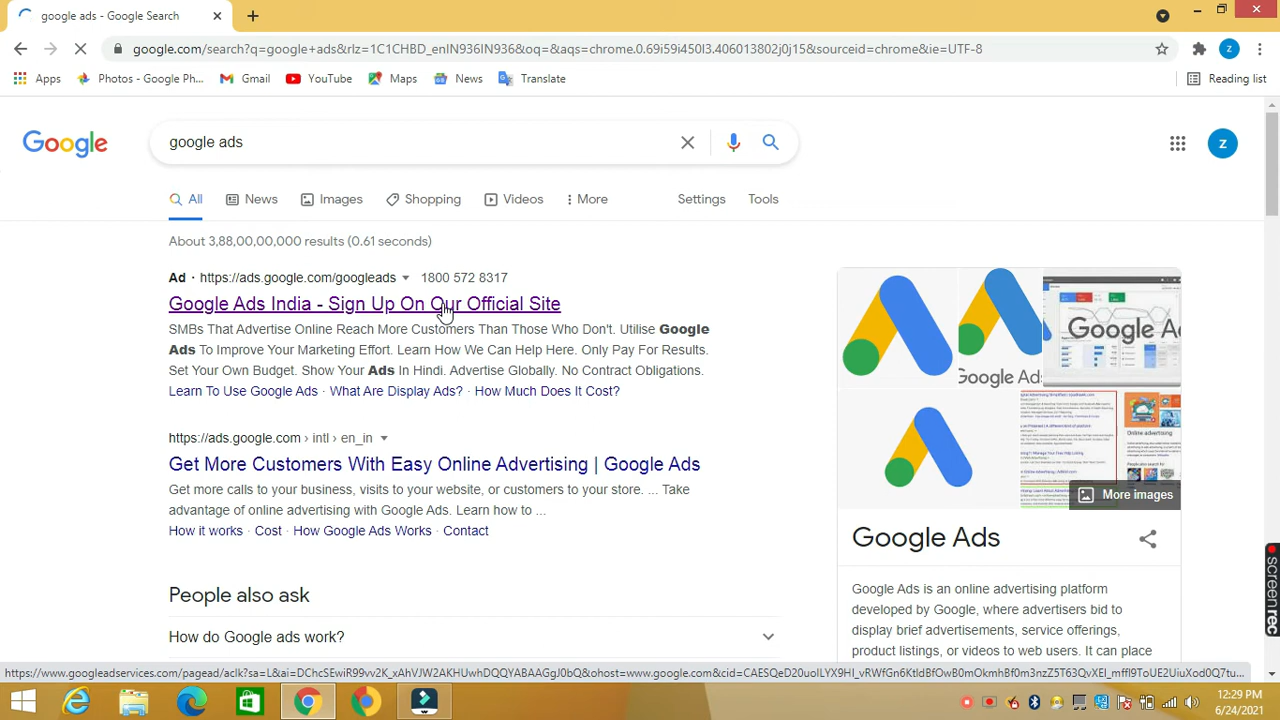 google ads - Google Search
google.com/search?q=google+ads&rlz=1C1CHBD_enIN936IN936&oq=&aqs=chrome.0.69i59i450l3.406013802j0j15&sourceid=chrome&ie=UTF-8
z
Apps
Photos - Google Ph...
Gmail
YouTube
Maps
News
Translate
Reading list
Google
google ads
z
All
News
Images
Shopping
Videos
More
Settings
Tools
About 3,88,00,00,000 results (0.61 seconds)
Ad · https://ads.google.com/googleads 1800 572 8317
Google Ads India - Sign Up On Official Site
SMBs That Advertise Online Reach More Customers Than Those Who Don't. Utilise Google
Ads To Improve Your Marketing Effort. Learn How Ads Can Help Here. Only Pay For Results.
Set Your Own Budget. Show Your Ads In Hindi. Advertise Globally. No Contract Obligations.
Learn To Use Google Ads · What Are Display Ads? · How Much Does It Cost?
https://ads.google.com
Get More Customers With Easy Online Advertising - Google Ads
Get more calls to your business to your website customers to your ... Take
advantage of online advertising with Google Ads. Learn how ...
How it works · Cost · How Google Ads Works · Contact
People also ask
How do Google ads work?
Google Ads
Google Ad
More images
Google Ads
Google Ads is an online advertising platform
developed by Google, where advertisers bid to
display brief advertisements, service offerings,
product listings, or videos to web users. It can place
screenrec
12:29 PM
6/24/2021